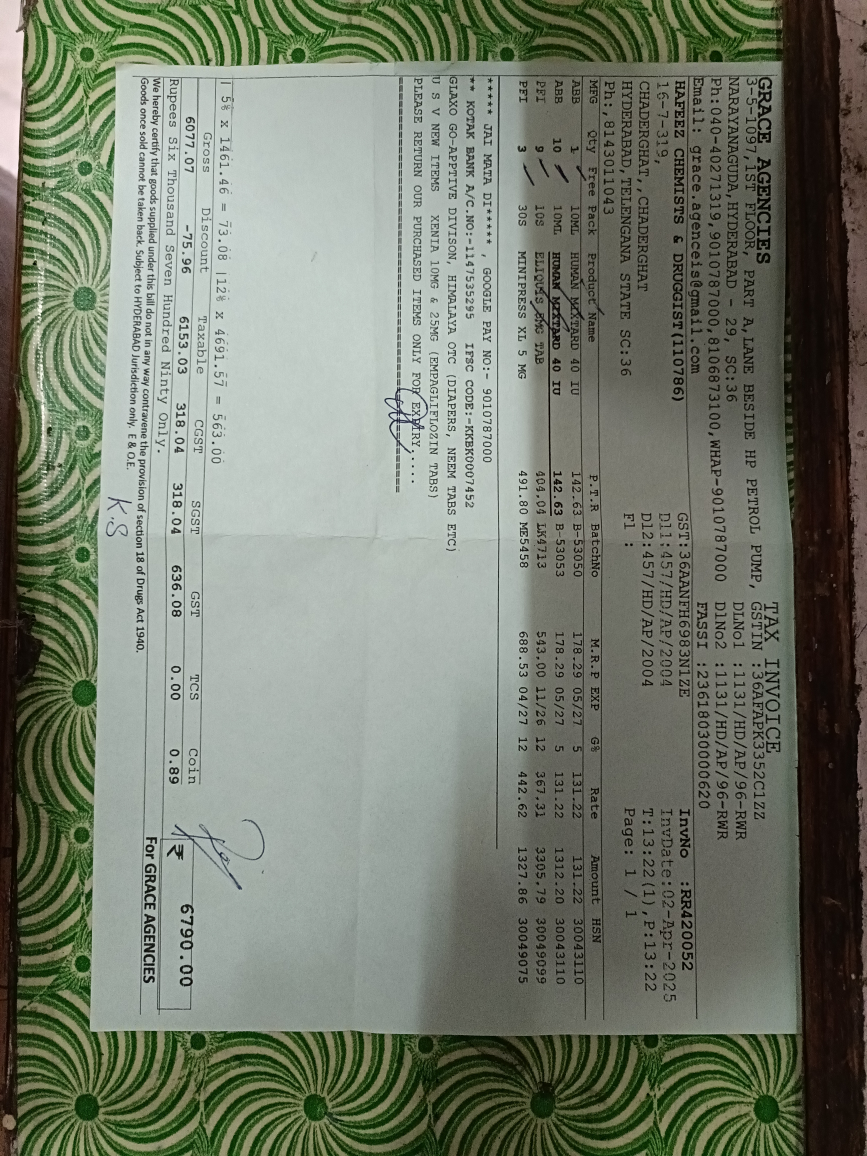 GRACE AGENCIES
3-5-1097,1ST FLOOR, PART A,LANE BESIDE HP PETROL PUMP,
NARAYANAGUDA,HYDERABAD - 29, SC:36
Ph:040-40271319,9010787000,8106873100,WHAP-9010787000
Email: grace.agenceis@gmail.com
TAX INVOICE
GSTIN :36AFAPK3352C1ZZ
DLNo1 :1131/HD/AP/96-RWR
DLNo2 :1131/HD/AP/96-RWR
FASSI :23618030000620
HAFEEZ CHEMISTS & DRUGGIST(110786)
16-7-319,
CHADERGHAT,,CHADERGHAT
HYDERABAD,TELENGANA STATE SC:36
Ph:,8143011043
GST:36AANFH6983N1ZE
Dl1:457/HD/AP/2004
Dl2:457/HD/AP/2004
Fl :
InvNo :RR420052
InvDate:02-Apr-2025
T:13:22(1),P:13:22
Page: 1 / 1
MFG Qty Free Pack Product Name P.T.R BatchNo M.R.P EXP G% Rate Amount HSN
ABB 1 10ML HUMAN MIXTARD 40 IU 142.63 B-53050 178.29 05/27 5 131.22 131.22 30043110
ABB 10 10ML HUMAN MIXTARD 40 IU 142.63 B-53053 178.29 05/27 5 131.22 1312.20 30043110
PFI 9 10S ELIQUIS TAB 404.04 LK4713 543.00 11/26 12 367.31 3305.79 30049099
PFI 3 30S MINIPRESS XL 5 MG 491.80 ME5458 688.53 04/27 12 442.62 1327.86 30049075
***** JAI MATA DI***** , GOOGLE PAY NO:- 9010787000
** KOTAK BANK A/C.NO:-1147535295 IFSC CODE:-KKBK0007452
GLAXO GO-APPTIVE DIVISON, HIMALAYA OTC (DIAPERS, NEEM TABS ETC)
U S V NEW ITEMS XENIA 10MG & 25MG (EMPAGLIFLOZIN TABS)
PLEASE RETURN OUR PURCHASED ITEMS ONLY FOR EXPIRY,....
| 5% x 1461.46 = 73.08 |12% x 4691.57 = 563.00
Gross Discount Taxable CGST SGST GST TCS Coin
6077.07 -75.96 6153.03 318.04 318.04 636.08 0.00 0.89
₹ 6790.00
Rupees Six Thousand Seven Hundred Ninty Only.
We hereby certify that goods supplied under this bill do not in any way contravene the provision of section 18 of Drugs Act 1940.
Goods once sold cannot be taken back. Subject to HYDERABAD Jurisdiction only. E & O.E.
For GRACE AGENCIES
K.S